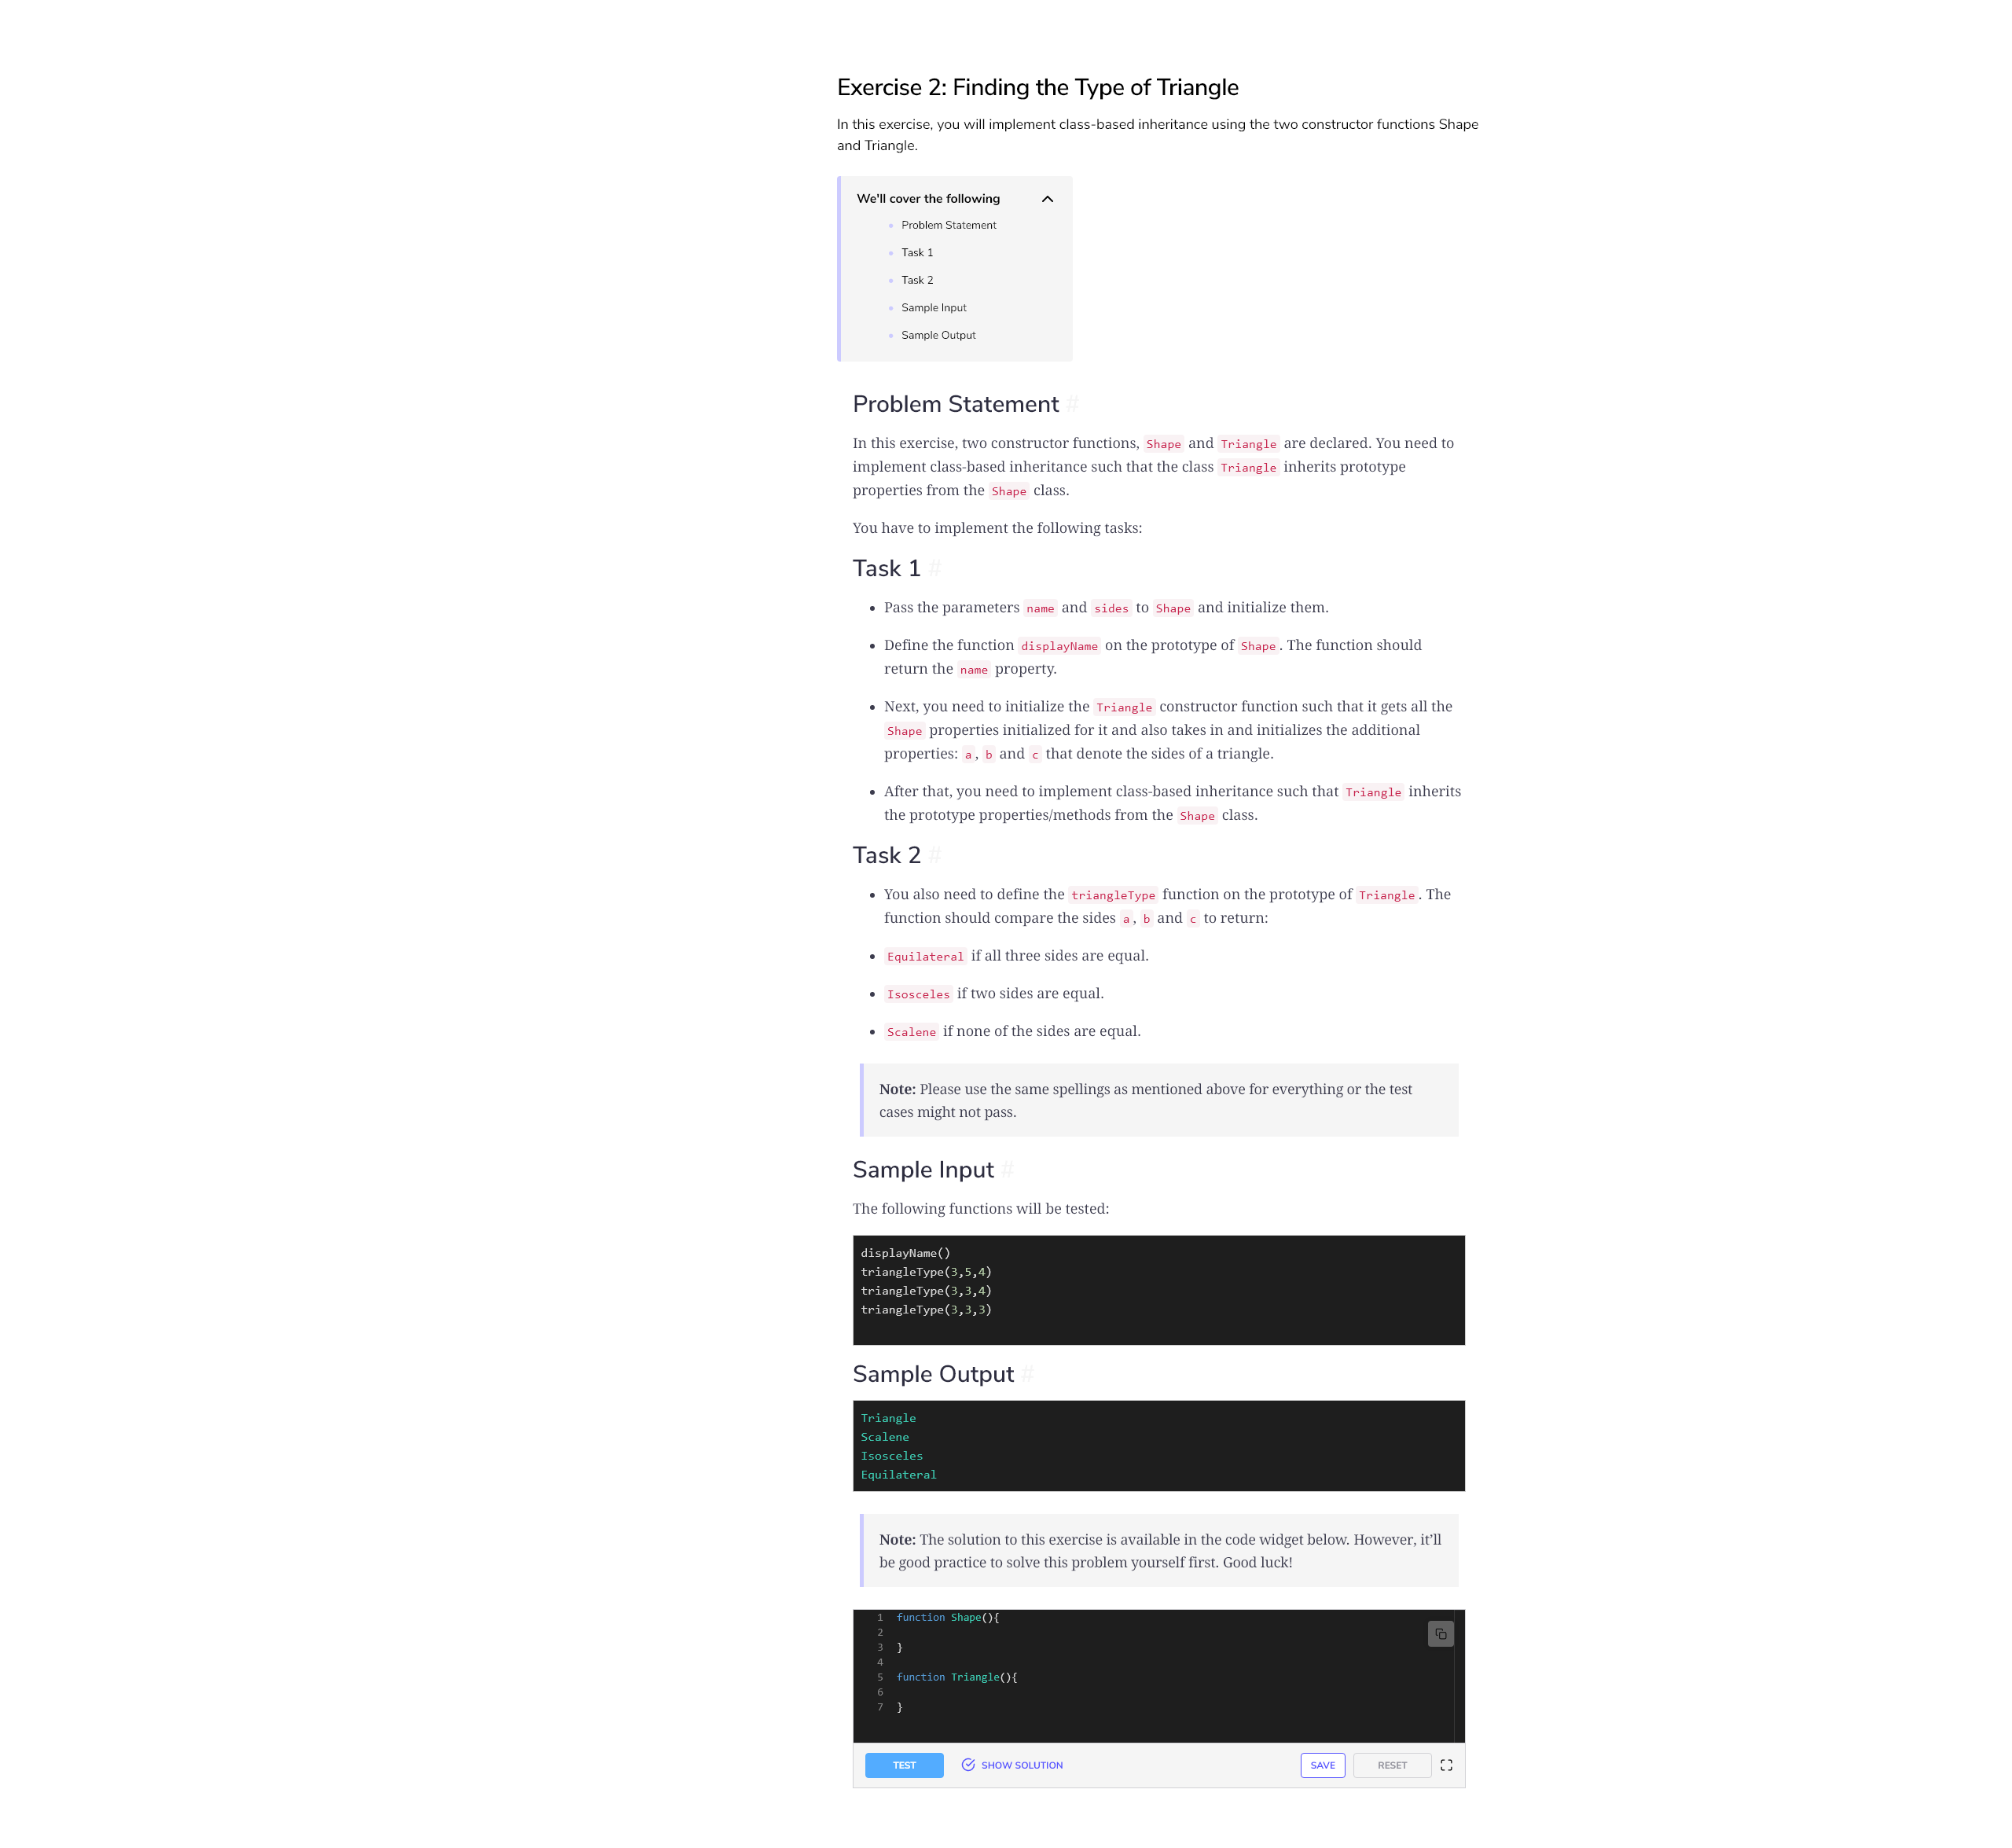 Exercise 2: Finding the Type of Triangle
In this exercise, you will implement class-based inheritance using the two constructor functions Shape
and Triangle.
We'll cover the following
Problem Statement
Task 1
Task 2
Sample Input
Sample Output
Problem Statement #
In this exercise, two constructor functions, Shape and Triangle are declared. You need to
implement class-based inheritance such that the class Triangle inherits prototype
properties from the Shape class.
You have to implement the following tasks:
Task 1 #
• Pass the parameters name and sides to Shape and initialize them.
• Define the function displayName on the prototype of Shape. The function should
return the name property.
• Next, you need to initialize the Triangle constructor function such that it gets all the
Shape properties initialized for it and also takes in and initializes the additional
properties: a, b and c that denote the sides of a triangle.
• After that, you need to implement class-based inheritance such that Triangle inherits
the prototype properties/methods from the Shape class.
Task 2 #
• You also need to define the triangleType function on the prototype of Triangle. The
function should compare the sides a, b and c to return:
• Equilateral if all three sides are equal.
• Isosceles if two sides are equal.
• Scalene if none of the sides are equal.
Note: Please use the same spellings as mentioned above for everything or the test
cases might not pass.
Sample Input #
The following functions will be tested:
displayName()
triangleType(3,5,4)
triangleType(3,3,4)
triangleType(3,3,3)
Sample Output #
Triangle
Scalene
Isosceles
Equilateral
Note: The solution to this exercise is available in the code widget below. However, it’ll
be good practice to solve this problem yourself first. Good luck!
1 function Shape(){
2
3 }
4
5 function Triangle(){
6
7 }
TEST SHOW SOLUTION SAVE RESET